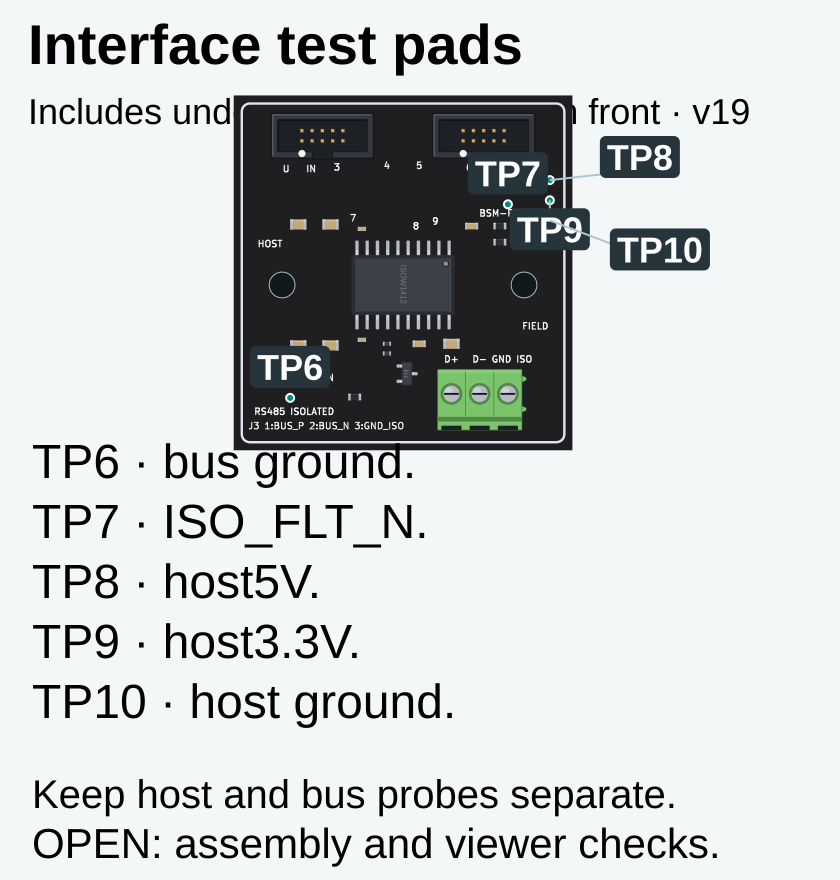 Interface test pads
Includes und
front · v19
U IN 3 4 5
TP7
TP8
BSM-
TP9
TP10
7 8 9
HOST
ISOW1412
FIELD
TP6
D+ D- GND ISO
RS485 ISOLATED
J3 1:BUS_P 2:BUS_N 3:GND_ISO
TP6 · bus ground.
TP7 · ISO_FLT_N.
TP8 · host5V.
TP9 · host3.3V.
TP10 · host ground.
Keep host and bus probes separate.
OPEN: assembly and viewer checks.